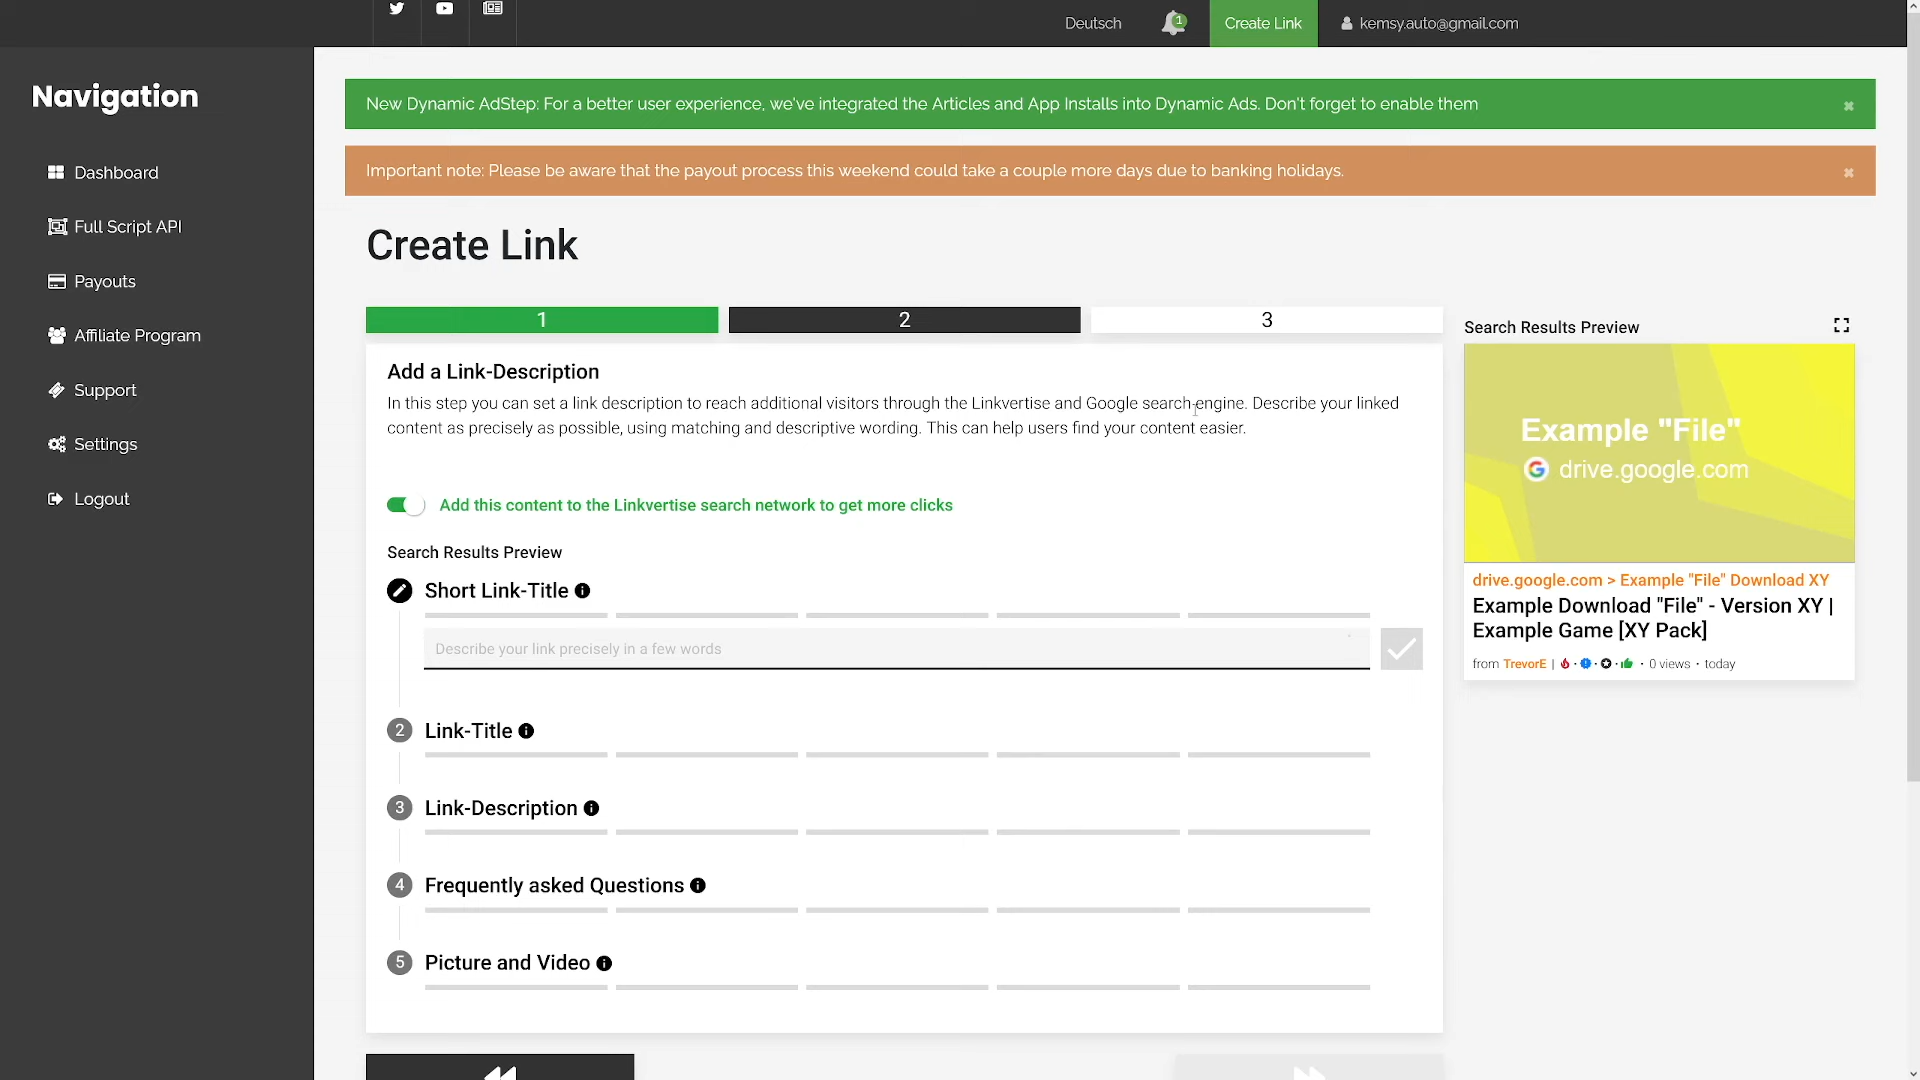 Deutsch
1
Create Link
kemsy.auto@gmail.com
Navigation
Dashboard
Full Script API
Payouts
Affiliate Program
Support
Settings
Logout
New Dynamic AdStep: For a better user experience, we've integrated the Articles and App Installs into Dynamic Ads. Don't forget to enable them
Important note: Please be aware that the payout process this weekend could take a couple more days due to banking holidays.
Create Link
1
2
3
Add a Link-Description
In this step you can set a link description to reach additional visitors through the Linkvertise and Google search-engine. Describe your linked
content as precisely as possible, using matching and descriptive wording. This can help users find your content easier.
Add this content to the Linkvertise search network to get more clicks
Search Results Preview
Short Link-Title
Describe your link precisely in a few words
2 Link-Title
3 Link-Description
4 Frequently asked Questions
5 Picture and Video
Search Results Preview
Example "File"
drive.google.com
drive.google.com > Example "File" Download XY
Example Download "File" - Version XY |
Example Game [XY Pack]
from TrevorE | · 0 views · today